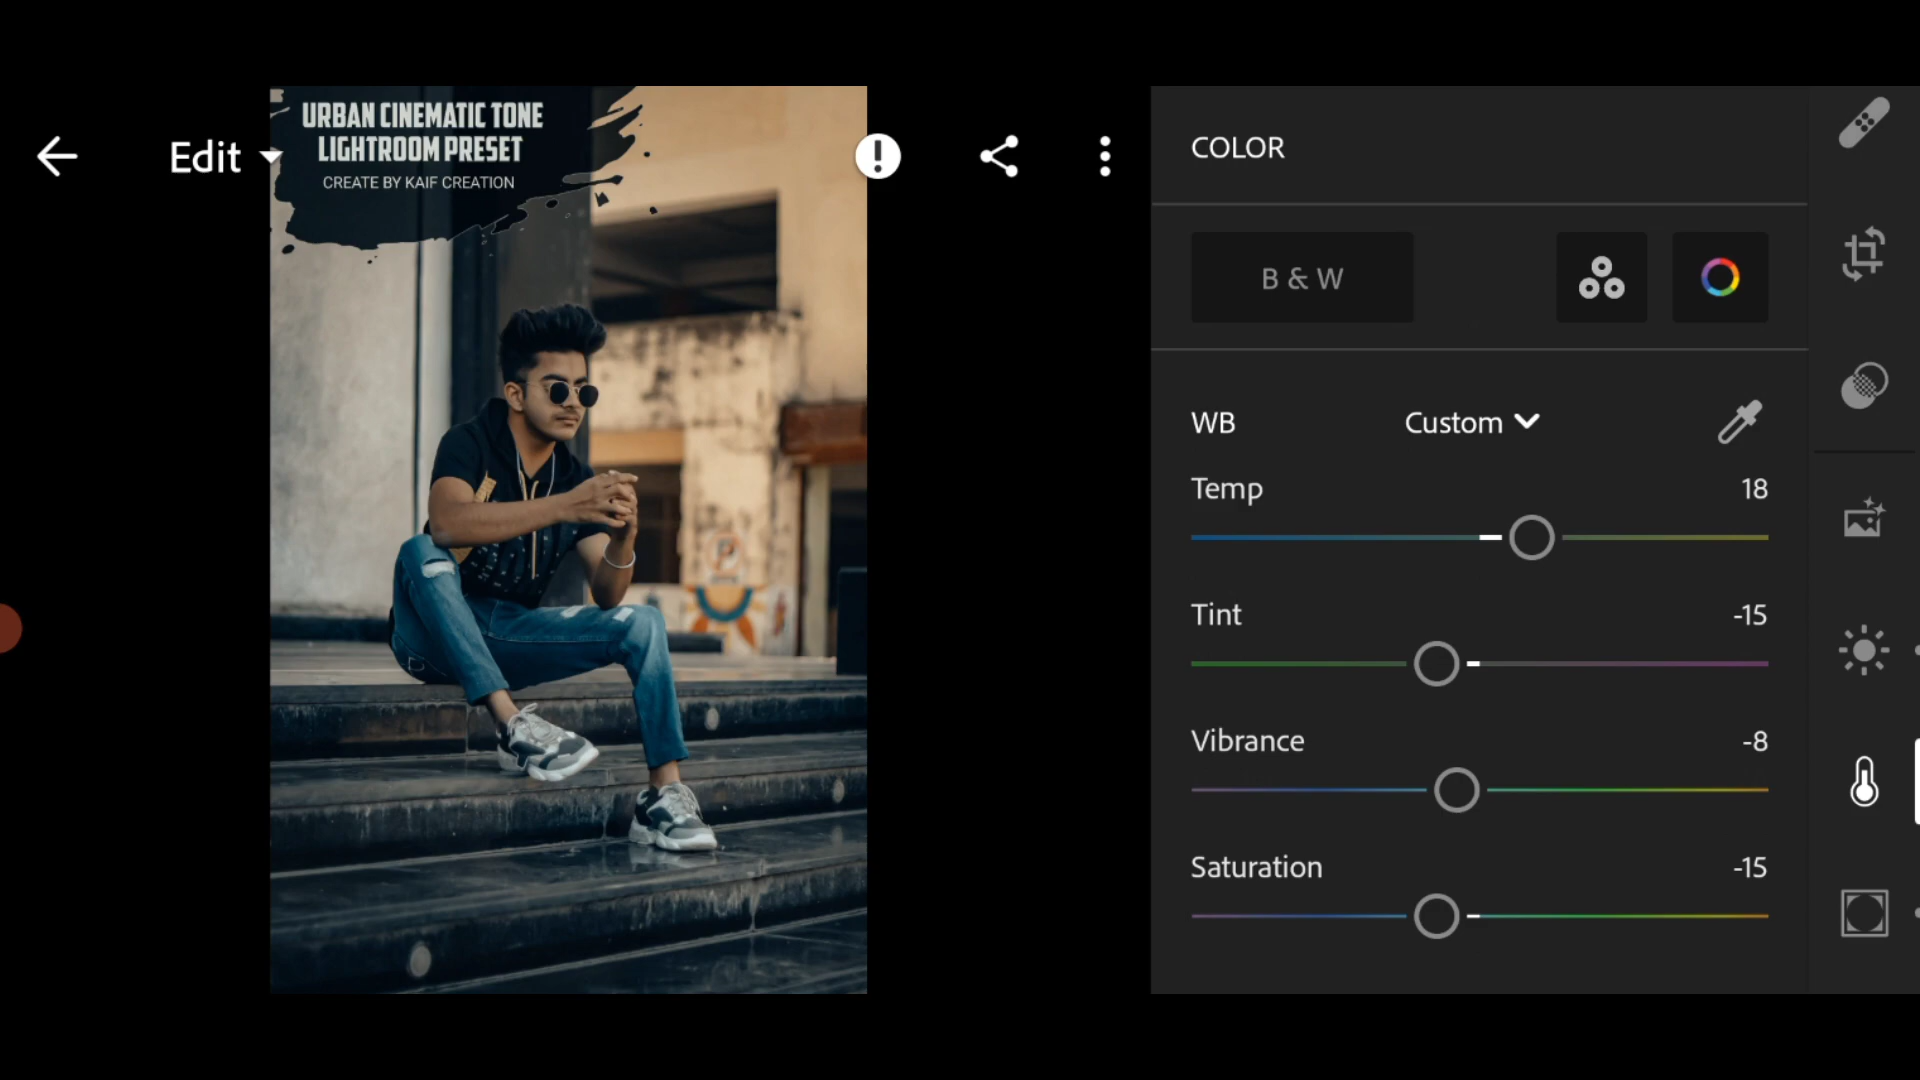 Edit
URBAN CINEMATIC TONE
LIGHTROOM PRESET
CREATE BY KAIF CREATION
COLOR
B & W
WB Custom
Temp 18
Tint -15
Vibrance -8
Saturation -15